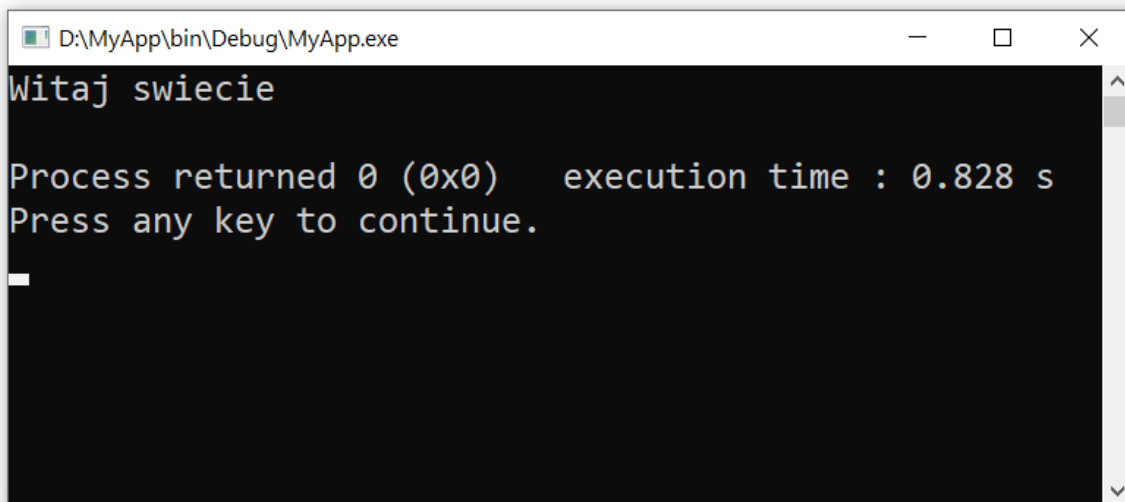 D:\MyApp\bin\Debug\MyApp.exe
Witaj swiecie
Process returned 0 (0x0)   execution time : 0.828 s
Press any key to continue.